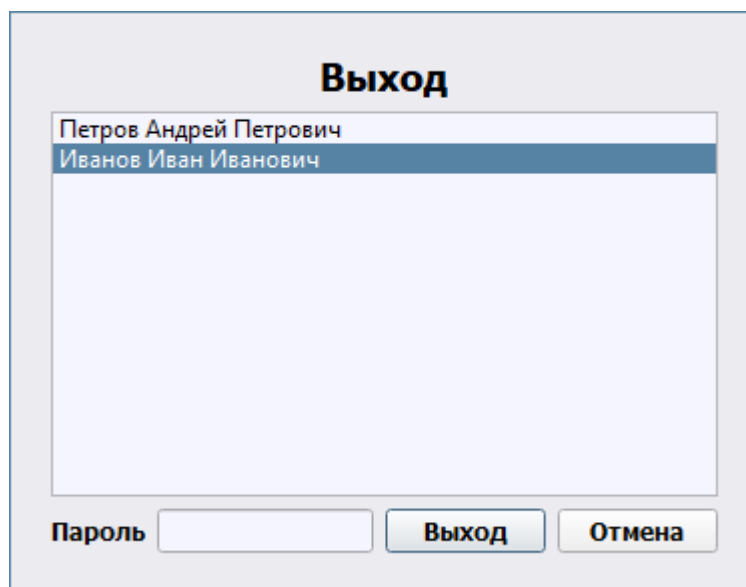 Выход
Петров Андрей Петрович
Иванов Иван Иванович
Пароль Выход Отмена